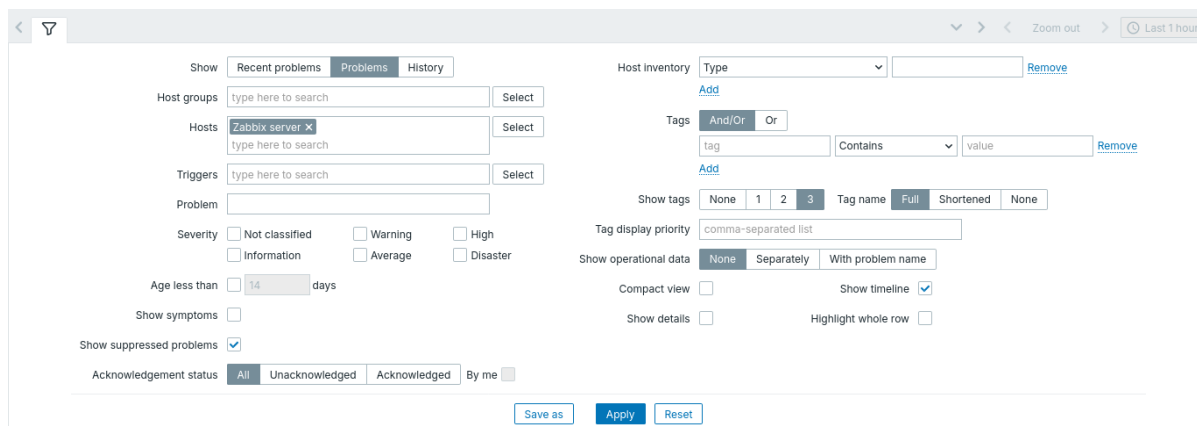 Zoom out Last 1 hour
Show Recent problems Problems History
Host groups type here to search Select
Hosts Zabbix server × Select
type here to search
Triggers type here to search Select
Problem
Severity Not classified Warning High
Information Average Disaster
Age less than 14 days
Show symptoms
Show suppressed problems
Acknowledgement status All Unacknowledged Acknowledged By me
Host inventory Type Remove
Add
Tags And/Or Or
tag Contains value Remove
Add
Show tags None 1 2 3 Tag name Full Shortened None
Tag display priority comma-separated list
Show operational data None Separately With problem name
Compact view Show timeline
Show details Highlight whole row
Save as Apply Reset